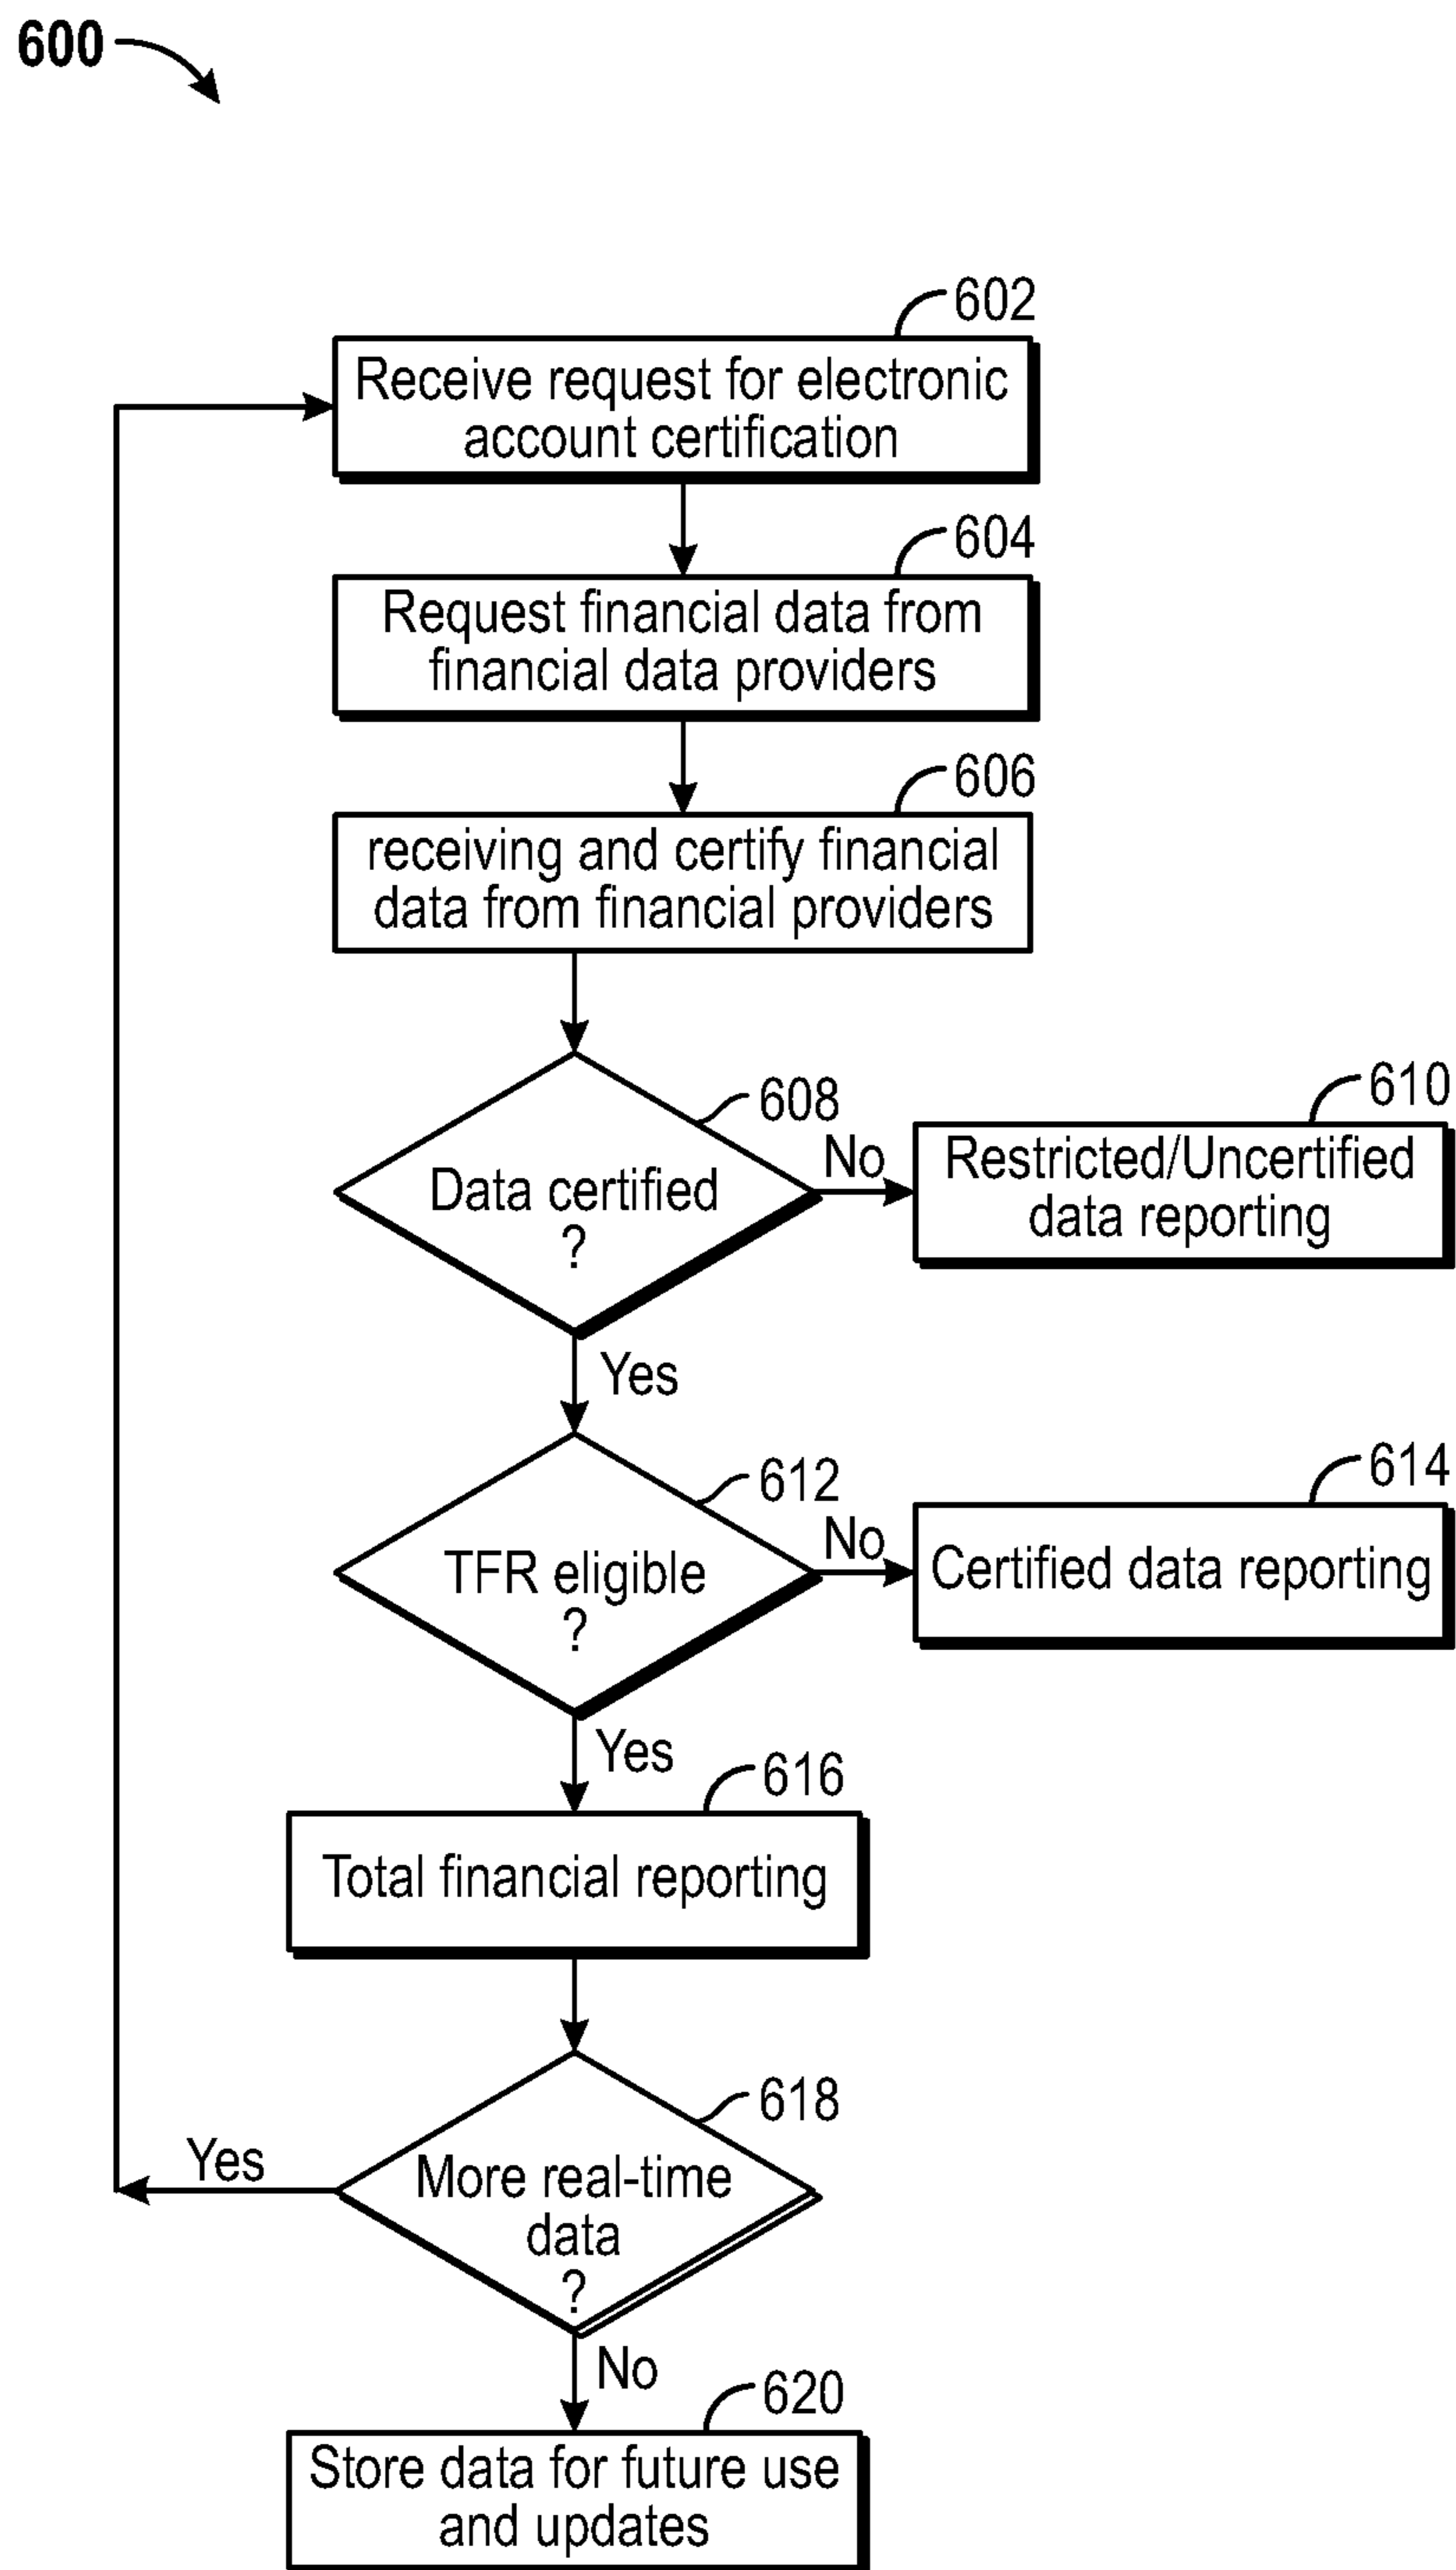 600
602
Receive request for electronic
account certification
604
Request financial data from
financial data providers
606
receiving and certify financial
data from financial providers
608
Data certified
?
No
610
Restricted/Uncertified
data reporting
Yes
612
TFR eligible
?
No
614
Certified data reporting
Yes
616
Total financial reporting
618
More real-time
data
?
Yes
No
620
Store data for future use
and updates